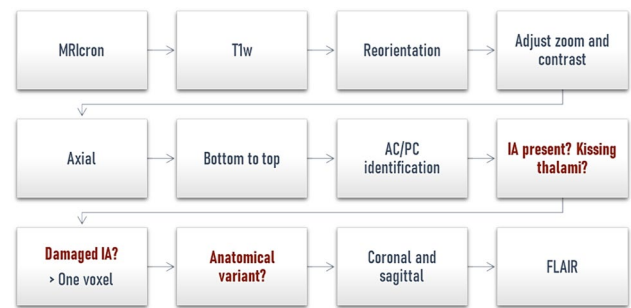 MRIcron
T1w
Reorientation
Adjust zoom and
contrast
Axial
Bottom to top
AC/PC
identification
IA present? Kissing
thalami?
Damaged IA?
> One voxel
Anatomical
variant?
Coronal and
sagittal
FLAIR